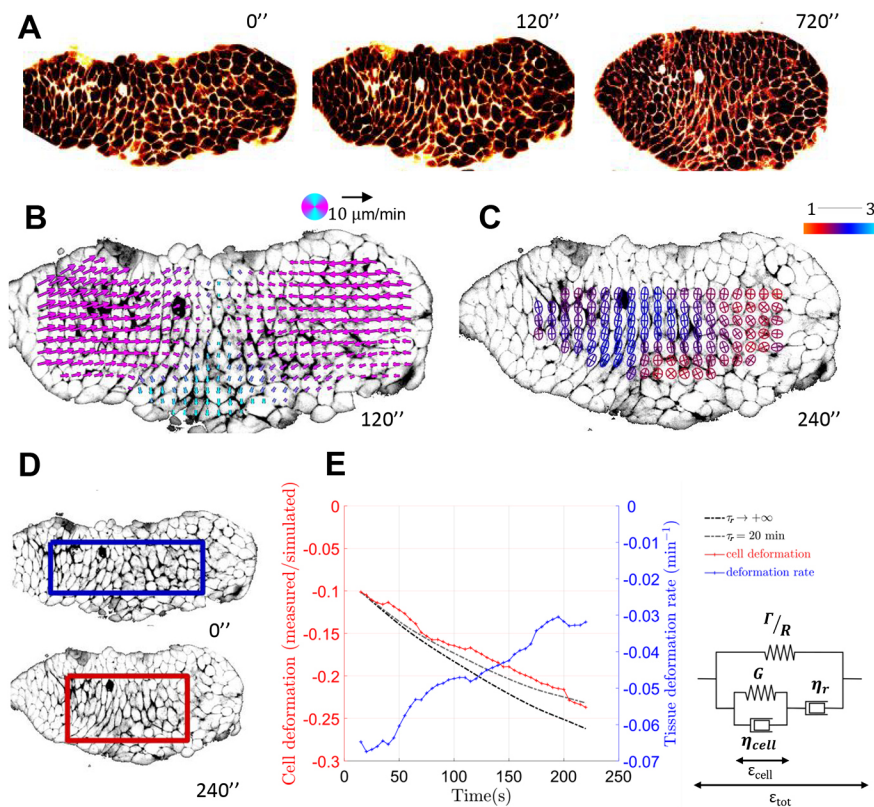 A
0''
120''
720''
B
10 μm/min
120''
C
1
3
240''
D
0''
240''
E
Cell deformation (measured/simulated)
0
-0.05
-0.1
-0.15
-0.2
-0.25
-0.3
0
50
100
150
200
250
Time(s)
0
-0.01
-0.02
-0.03
-0.04
-0.05
-0.06
-0.07
Tissue deformation rate (min⁻¹)
τᵣ → +∞
τᵣ = 20 min
cell deformation
deformation rate
Γ/R
G
ηᵣ
η_cell
ε_cell
ε_tot